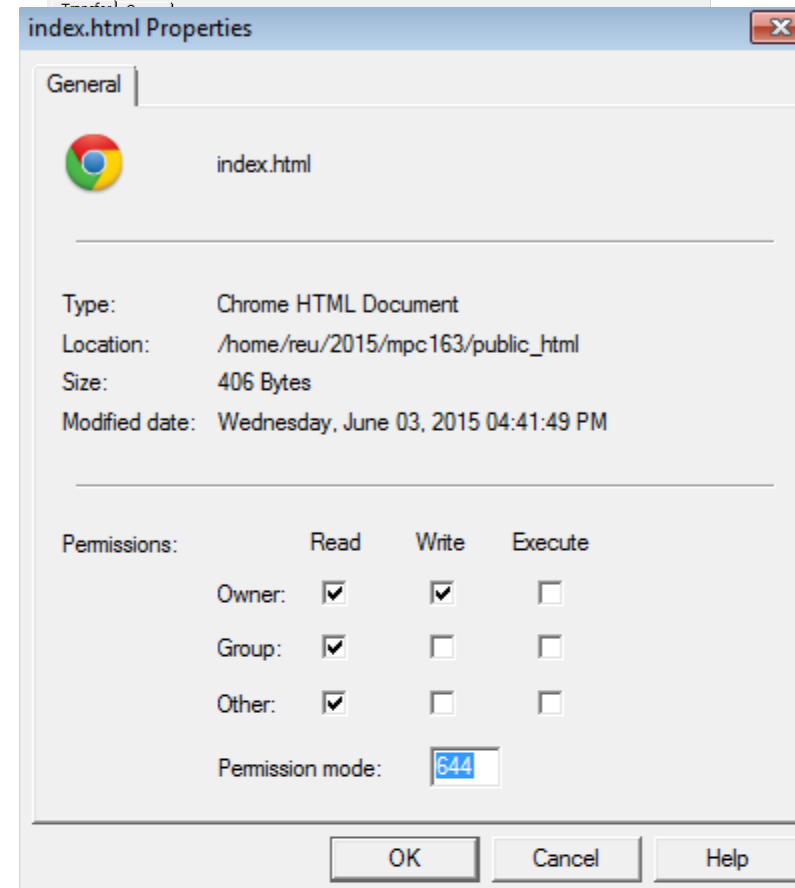 index.html Properties
General
index.html
Type: Chrome HTML Document
Location: /home/reu/2015/mpc163/public_html
Size: 406 Bytes
Modified date: Wednesday, June 03, 2015 04:41:49 PM
Permissions: Read Write Execute
Owner:
Group:
Other:
Permission mode: 644
OK Cancel Help